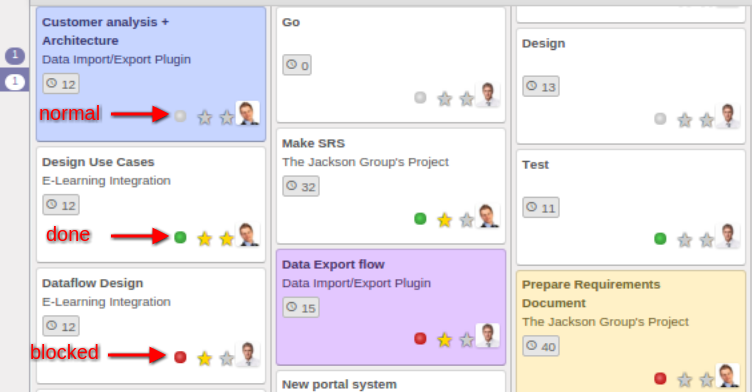 1
1
Customer analysis +
Architecture
Data Import/Export Plugin
12
normal
Design Use Cases
E-Learning Integration
12
done
Dataflow Design
E-Learning Integration
12
blocked
Go
0
Make SRS
The Jackson Group's Project
32
Data Export flow
Data Import/Export Plugin
15
New portal system
Design
13
Test
11
Prepare Requirements
Document
The Jackson Group's Project
40